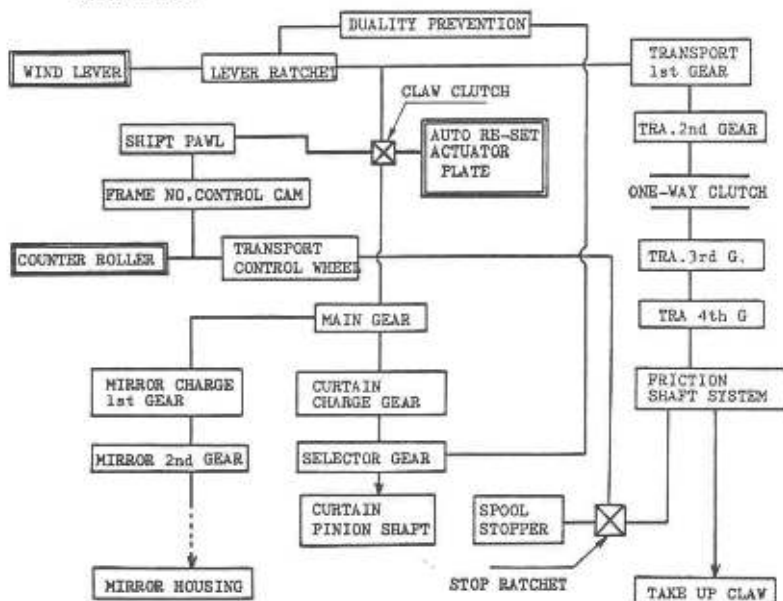 DUALITY PREVENTION
WIND LEVER
LEVER RATCHET
TRANSPORT
1st GEAR
CLAW CLUTCH
SHIFT PAWL
AUTO RE-SET
ACTUATOR
PLATE
TRA.2nd GEAR
FRAME NO.CONTROL CAM
ONE-WAY CLUTCH
COUNTER ROLLER
TRANSPORT
CONTROL WHEEL
TRA.3rd G.
MAIN GEAR
TRA 4th G
MIRROR CHARGE
1st GEAR
CURTAIN
CHARGE GEAR
FRICTION
SHAFT SYSTEM
MIRROR 2nd GEAR
SELECTOR GEAR
CURTAIN
PINION SHAFT
SPOOL
STOPPER
MIRROR HOUSING
STOP RATCHET
TAKE UP CLAW